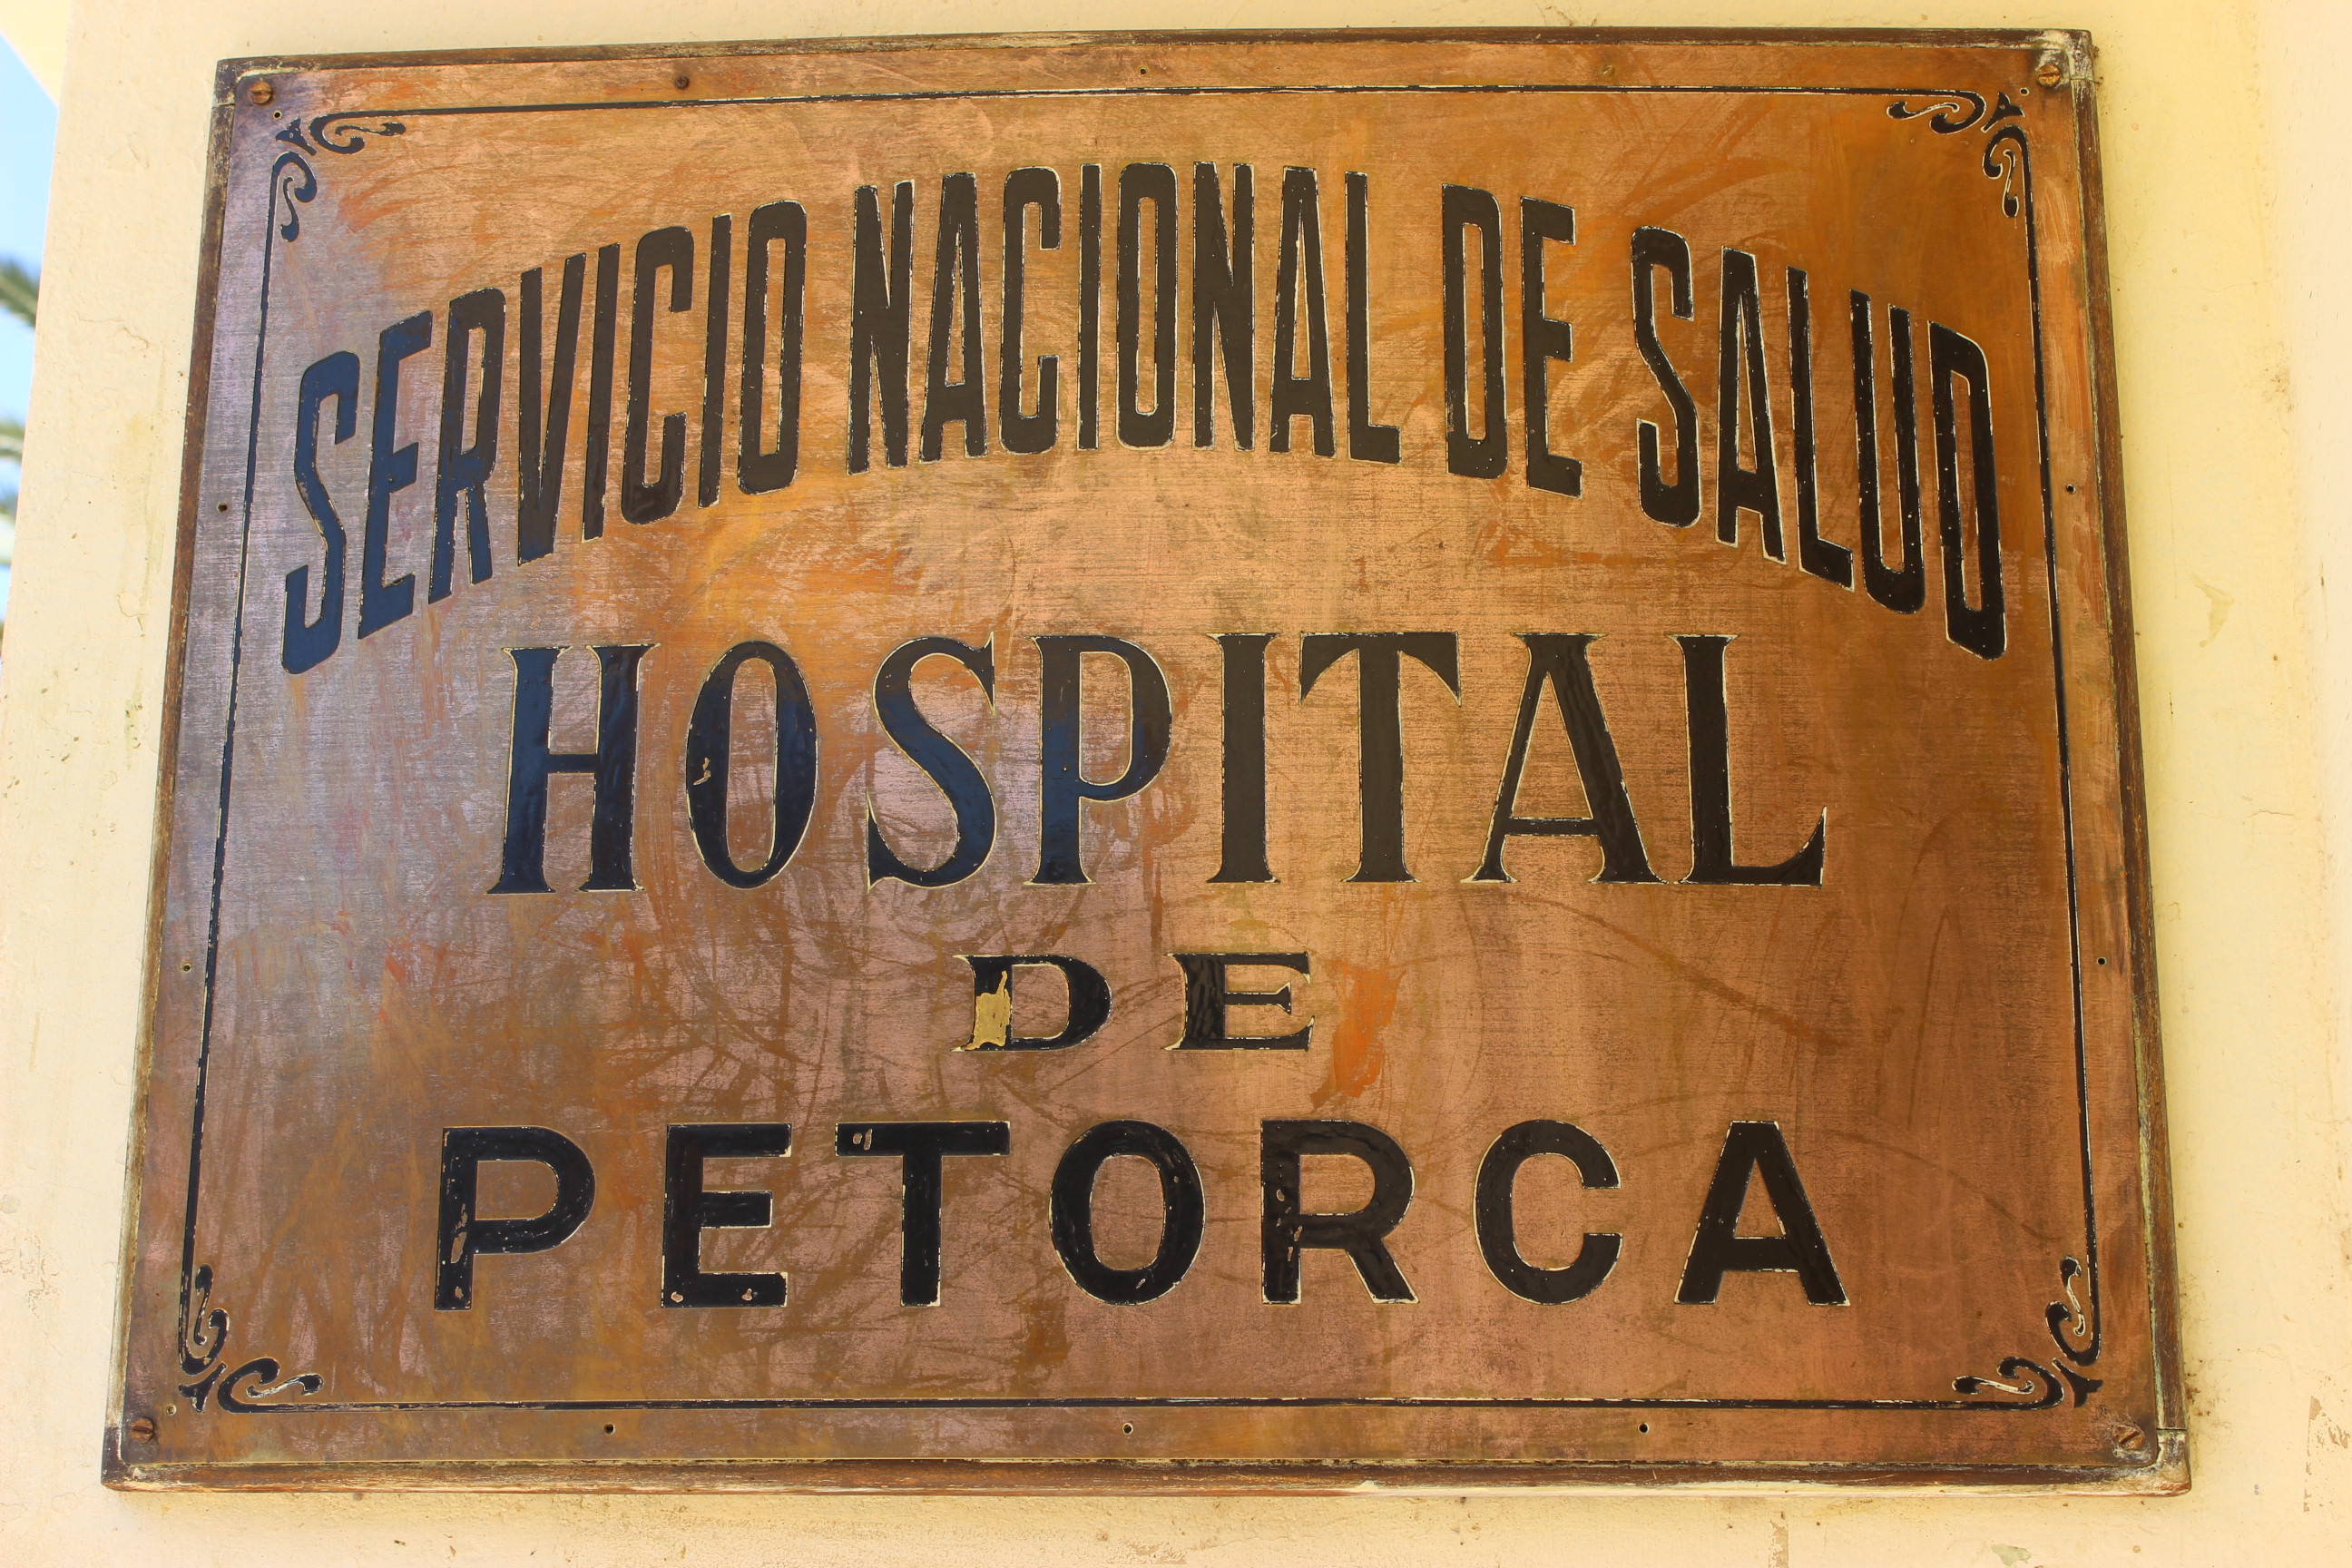 SERVICIO NACIONAL DE SALUD
HOSPITAL
DE
PETORCA